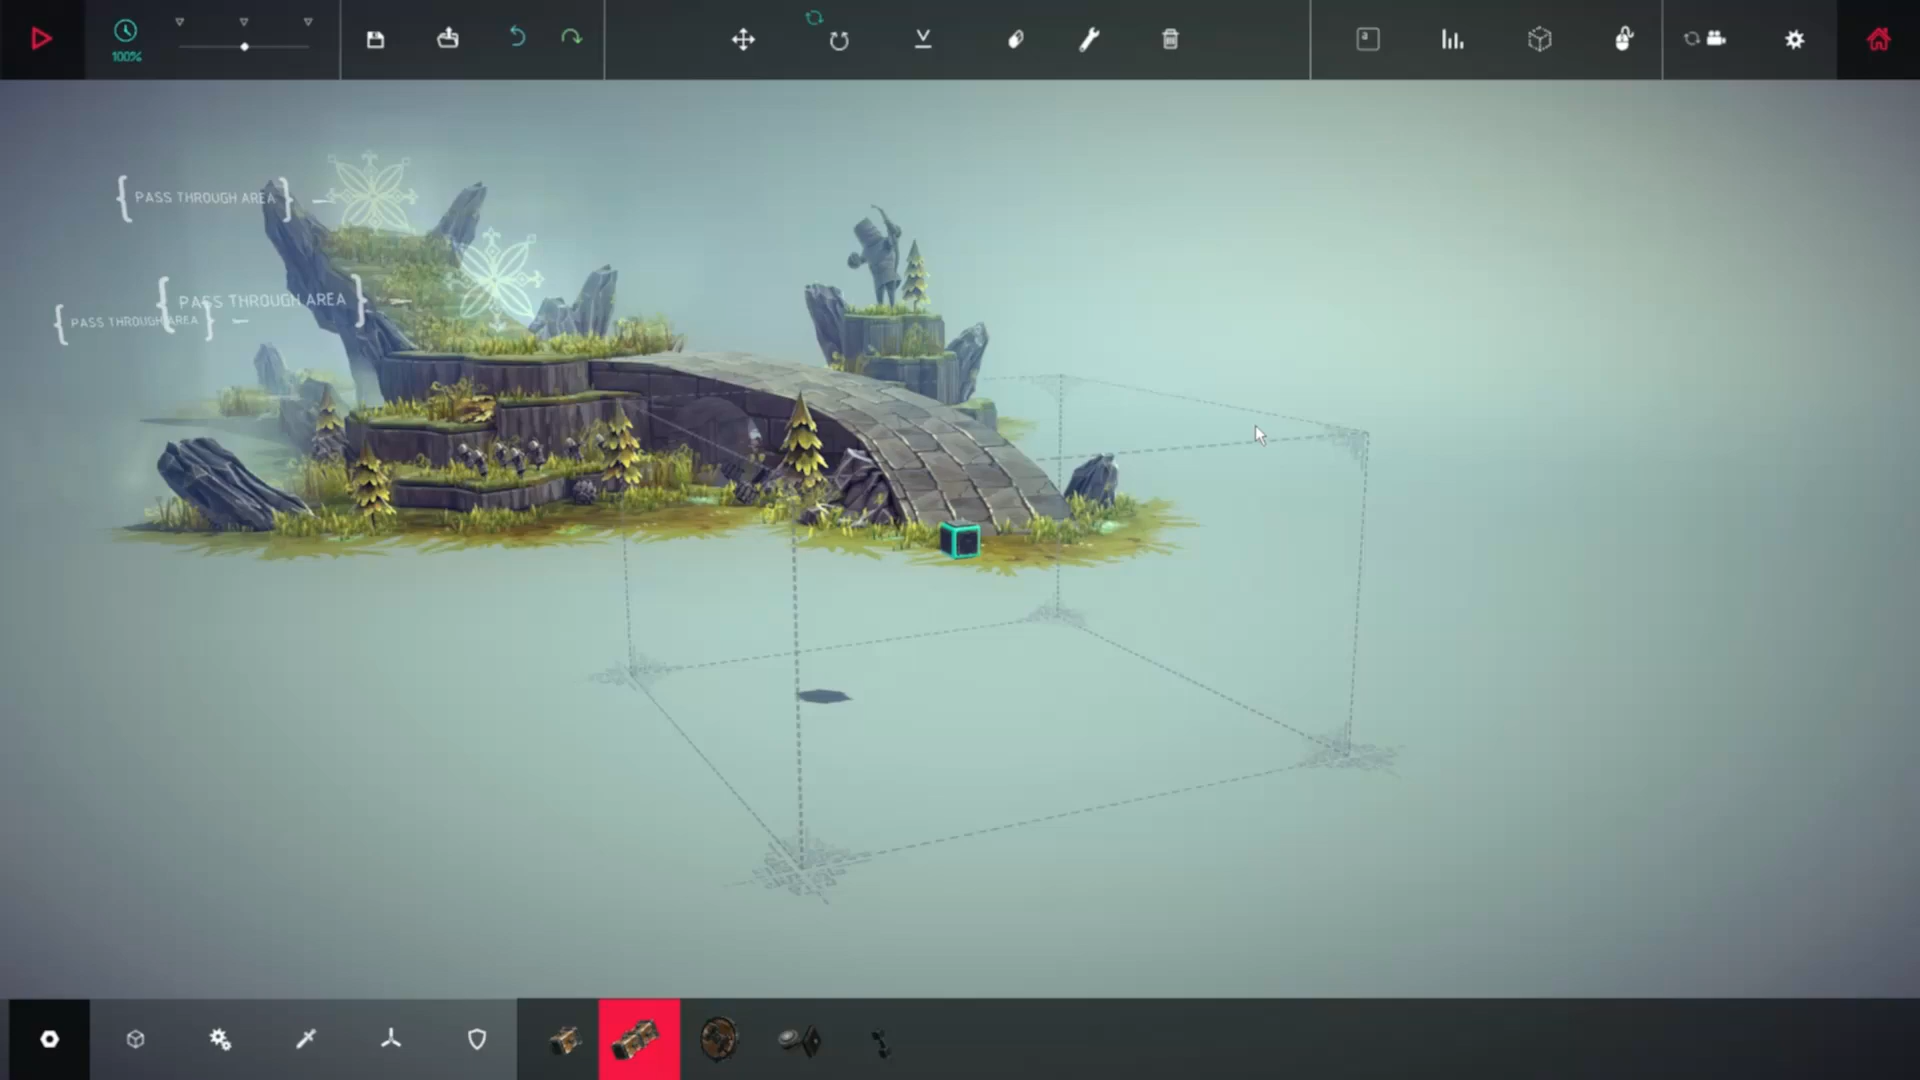 100%
a
{ PASS THROUGH AREA }
{ PASS THROUGH AREA }
{ PASS THROUGH AREA }